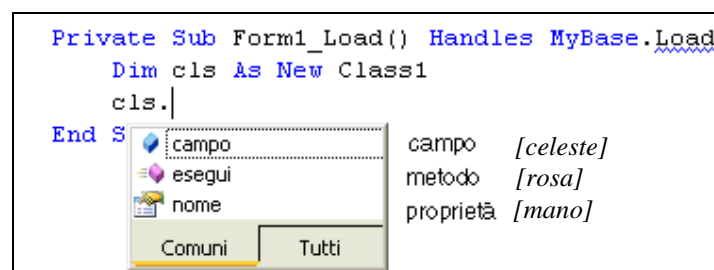 Private Sub Form1_Load() Handles MyBase.Load
Dim cls As New Class1
cls.
End S
campo campo [celeste]
esegui metodo [rosa]
nome proprietā [mano]
Comuni Tutti